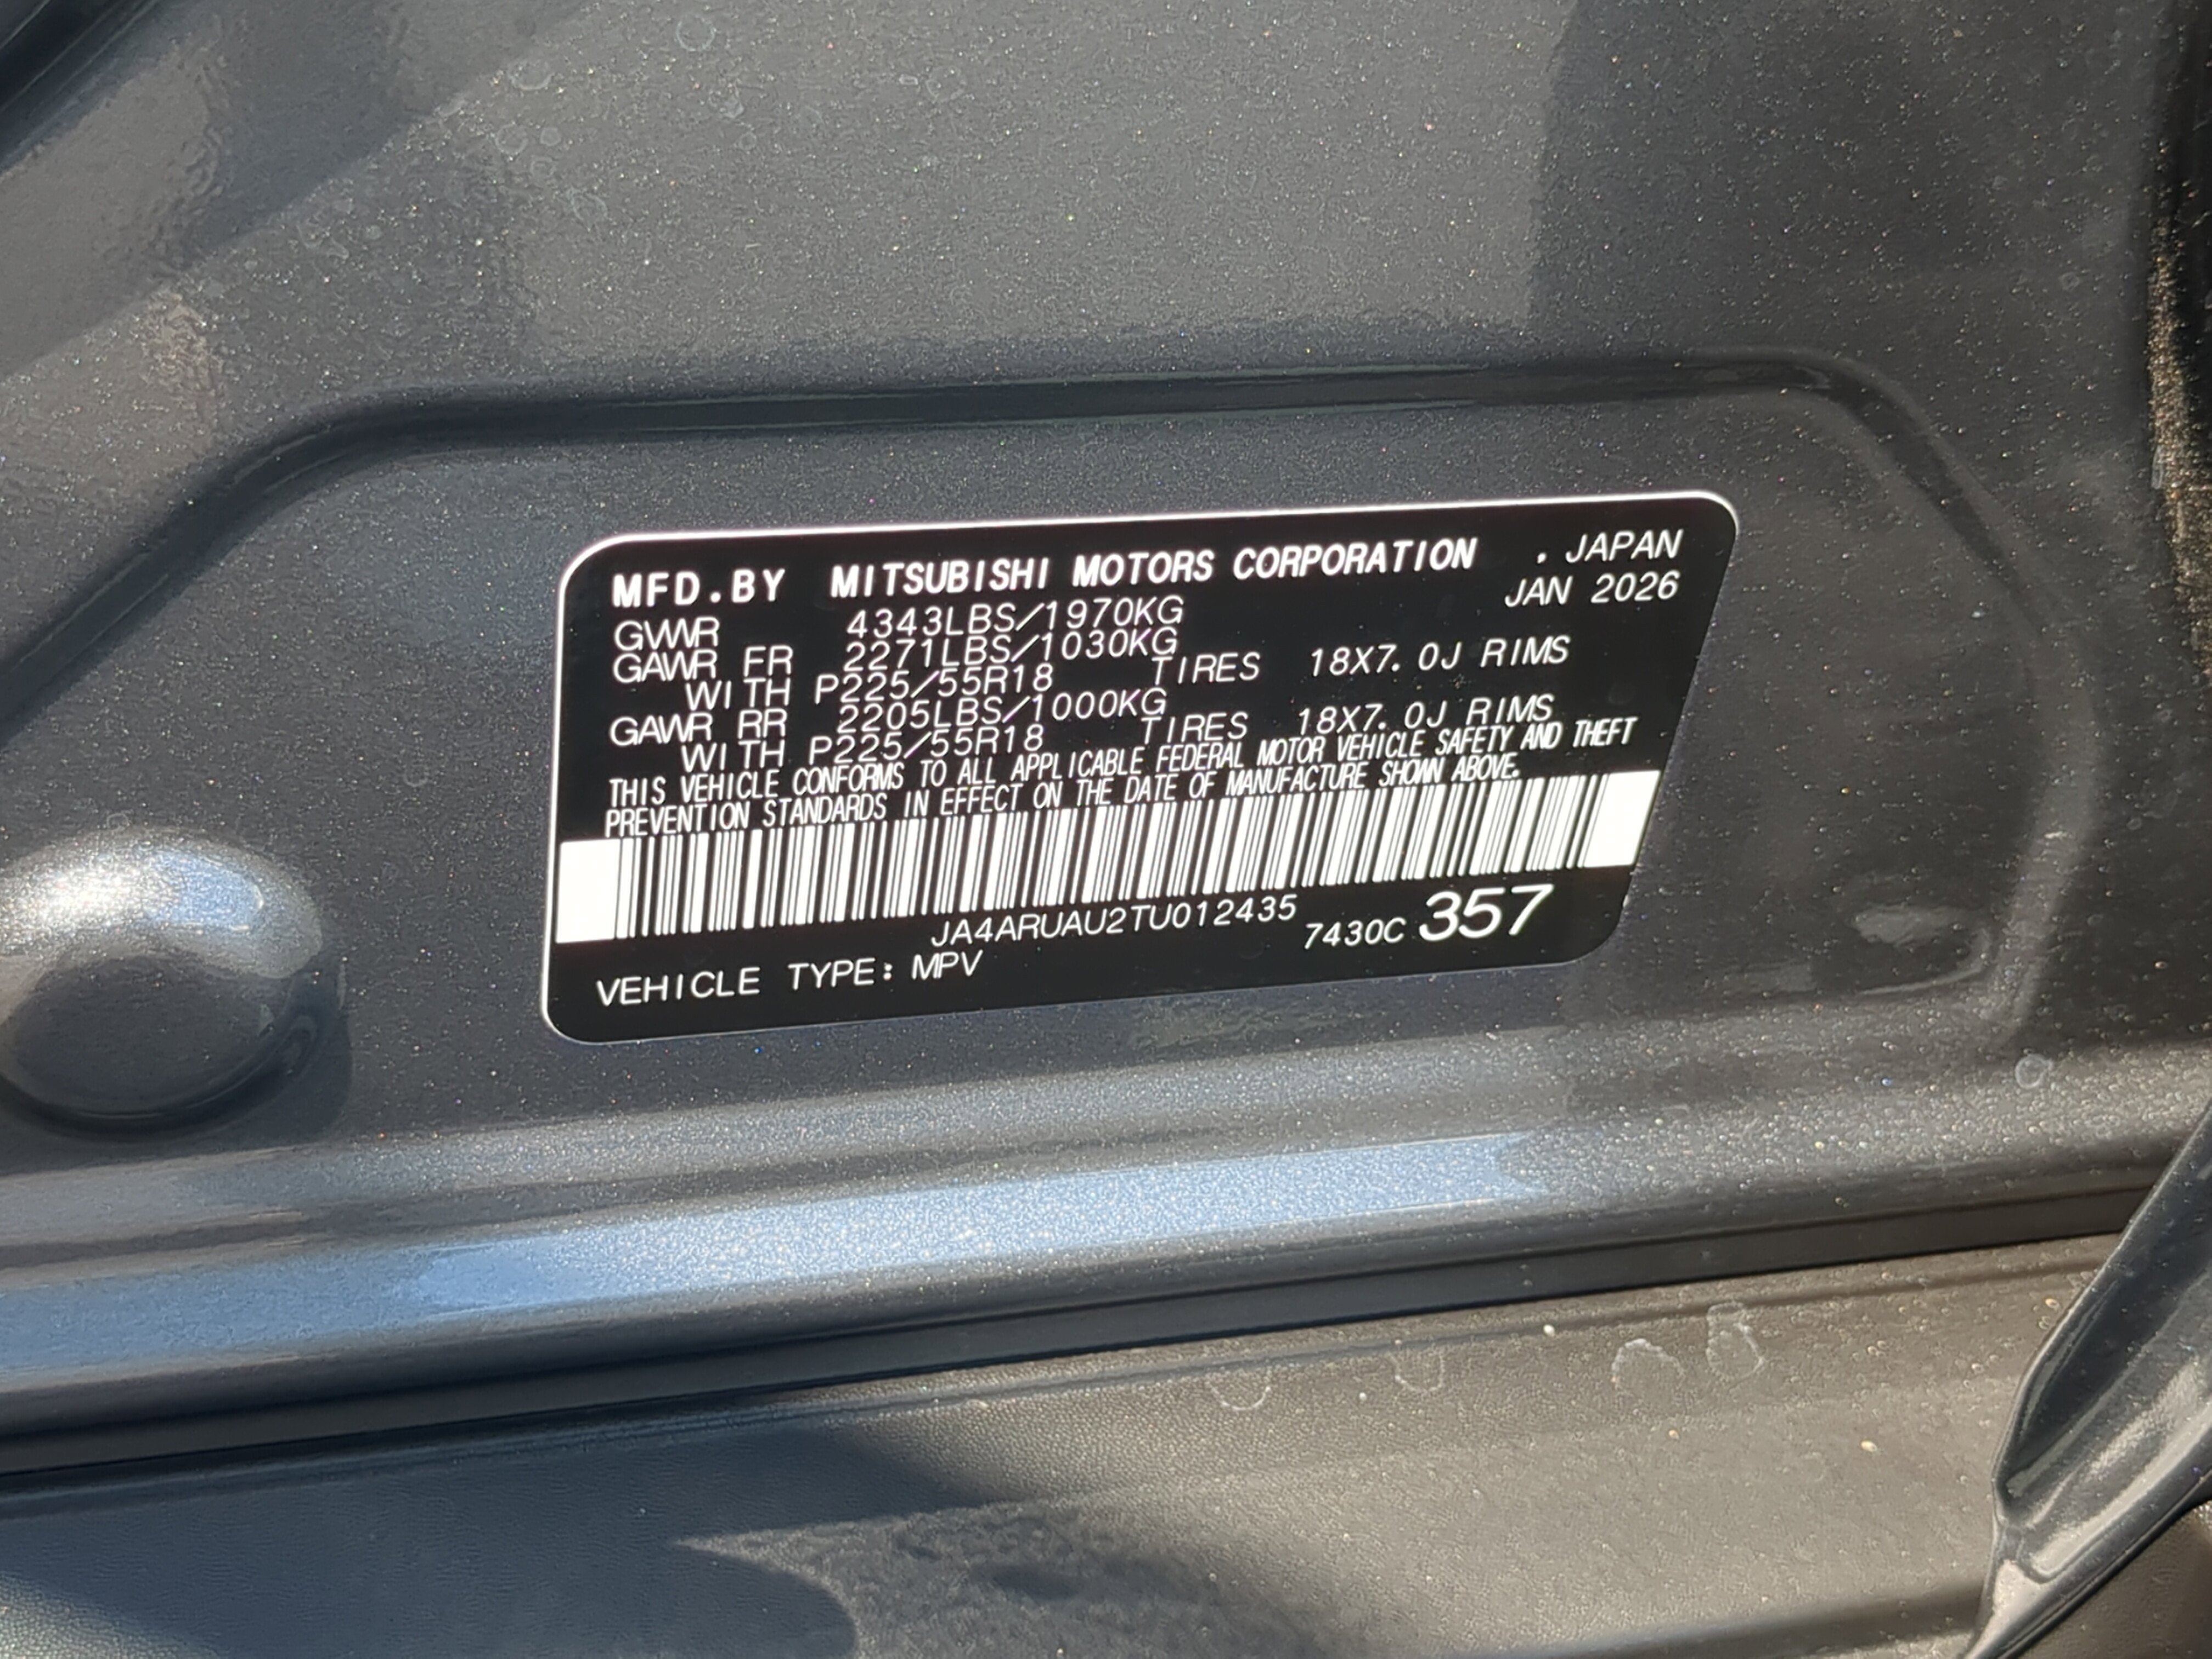 MFD.BY MITSUBISHI MOTORS CORPORATION . JAPAN
JAN 2026
GVWR 4343LBS/1970KG
GAWR FR 2271LBS/1030KG
WITH P225/55R18 TIRES 18X7.0J RIMS
GAWR RR 2205LBS/1000KG
WITH P225/55R18 TIRES 18X7.0J RIMS
THIS VEHICLE CONFORMS TO ALL APPLICABLE FEDERAL MOTOR VEHICLE SAFETY AND THEFT
PREVENTION STANDARDS IN EFFECT ON THE DATE OF MANUFACTURE SHOWN ABOVE.
JA4ARUAU2TU012435 7430C 357
VEHICLE TYPE: MPV